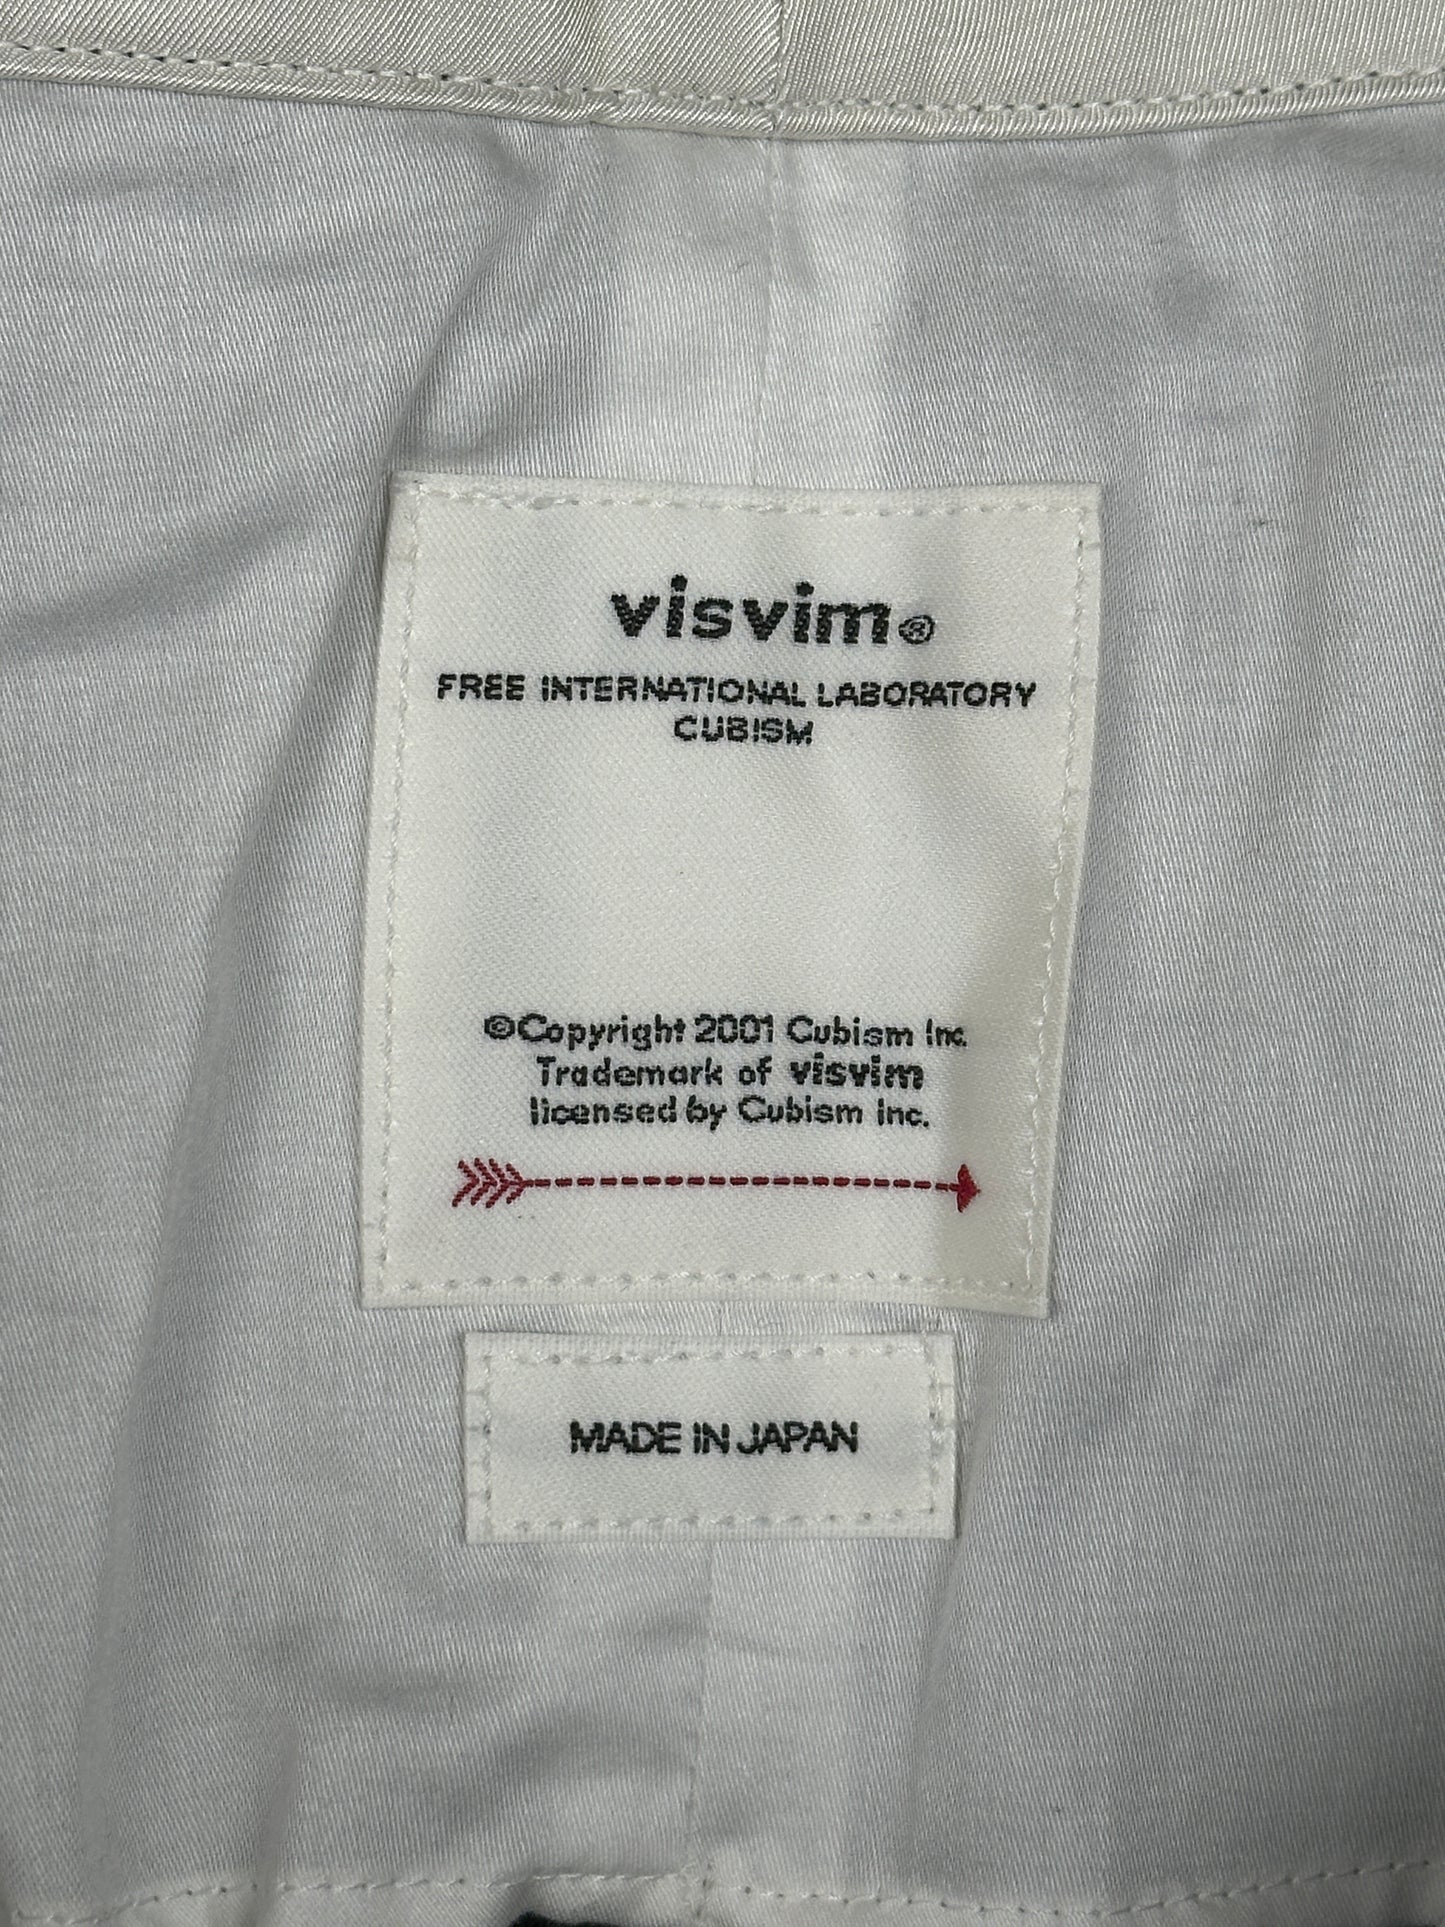 visvim®
FREE INTERNATIONAL LABORATORY
CUBISM
©Copyright 2001 Cubism Inc.
Trademark of visvim
licensed by Cubism Inc.
MADE IN JAPAN